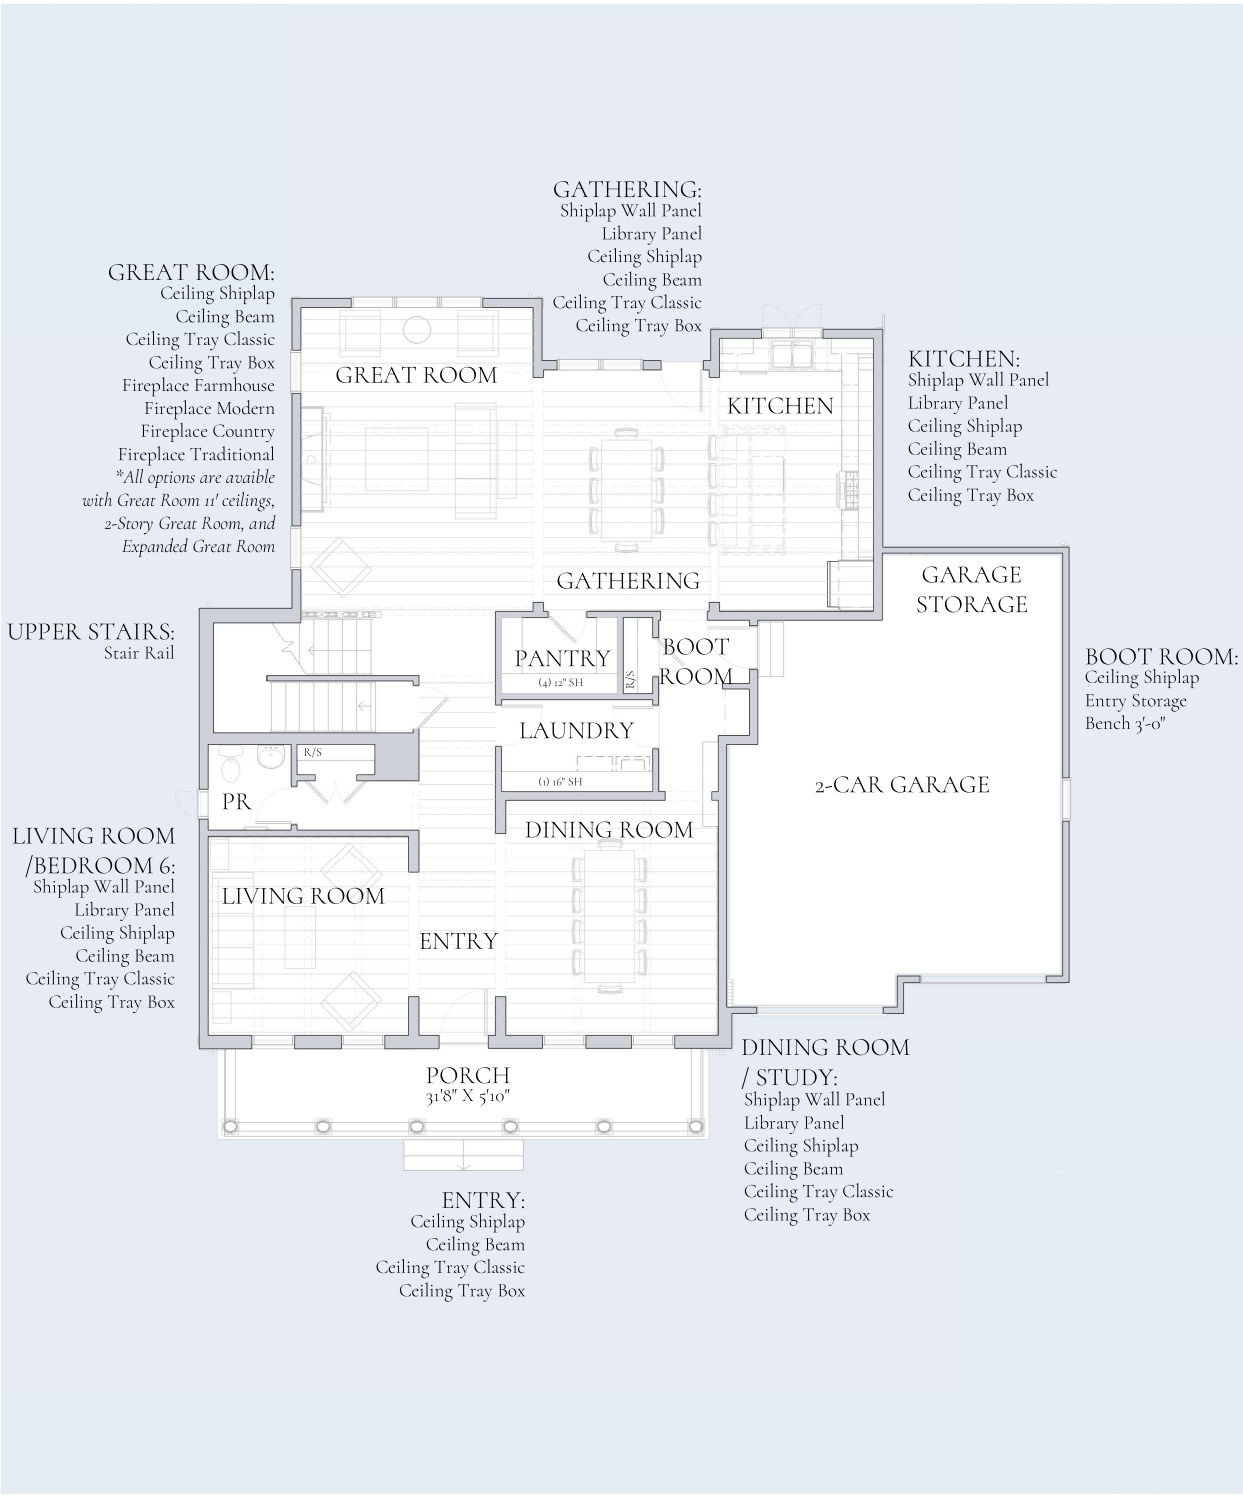 GATHERING:
Shiplap Wall Panel
Library Panel
Ceiling Shiplap
Ceiling Beam
Ceiling Tray Classic
Ceiling Tray Box
GREAT ROOM:
Ceiling Shiplap
Ceiling Beam
Ceiling Tray Classic
Ceiling Tray Box
Fireplace Farmhouse
Fireplace Modern
Fireplace Country
Fireplace Traditional
*All options are avaible
with Great Room 11' ceilings,
2-Story Great Room, and
Expanded Great Room
KITCHEN:
Shiplap Wall Panel
Library Panel
Ceiling Shiplap
Ceiling Beam
Ceiling Tray Classic
Ceiling Tray Box
GREAT ROOM
KITCHEN
GATHERING
GARAGE
STORAGE
UPPER STAIRS:
Stair Rail
PANTRY
(4) 12" SH
R/S
BOOT
ROOM
BOOT ROOM:
Ceiling Shiplap
Entry Storage
Bench 3'-0"
LAUNDRY
(1) 16" SH
R/S
PR
2-CAR GARAGE
LIVING ROOM
/BEDROOM 6:
Shiplap Wall Panel
Library Panel
Ceiling Shiplap
Ceiling Beam
Ceiling Tray Classic
Ceiling Tray Box
DINING ROOM
LIVING ROOM
ENTRY
PORCH
31'8" X 5'10"
DINING ROOM
/ STUDY:
Shiplap Wall Panel
Library Panel
Ceiling Shiplap
Ceiling Beam
Ceiling Tray Classic
Ceiling Tray Box
ENTRY:
Ceiling Shiplap
Ceiling Beam
Ceiling Tray Classic
Ceiling Tray Box